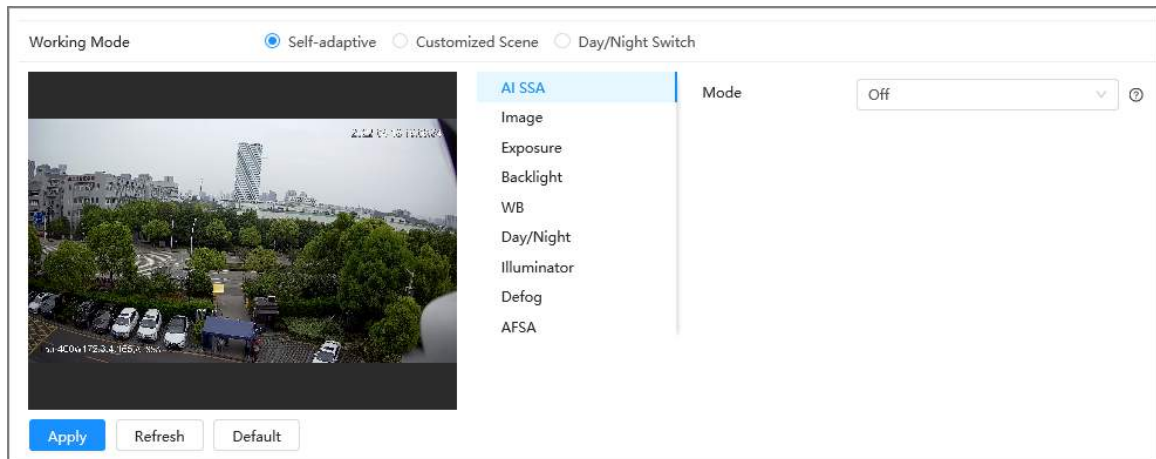 Working Mode Self-adaptive Customized Scene Day/Night Switch
AI SSA
Mode Off
Image
Exposure
Backlight
WB
Day/Night
Illuminator
Defog
AFSA
Apply Refresh Default